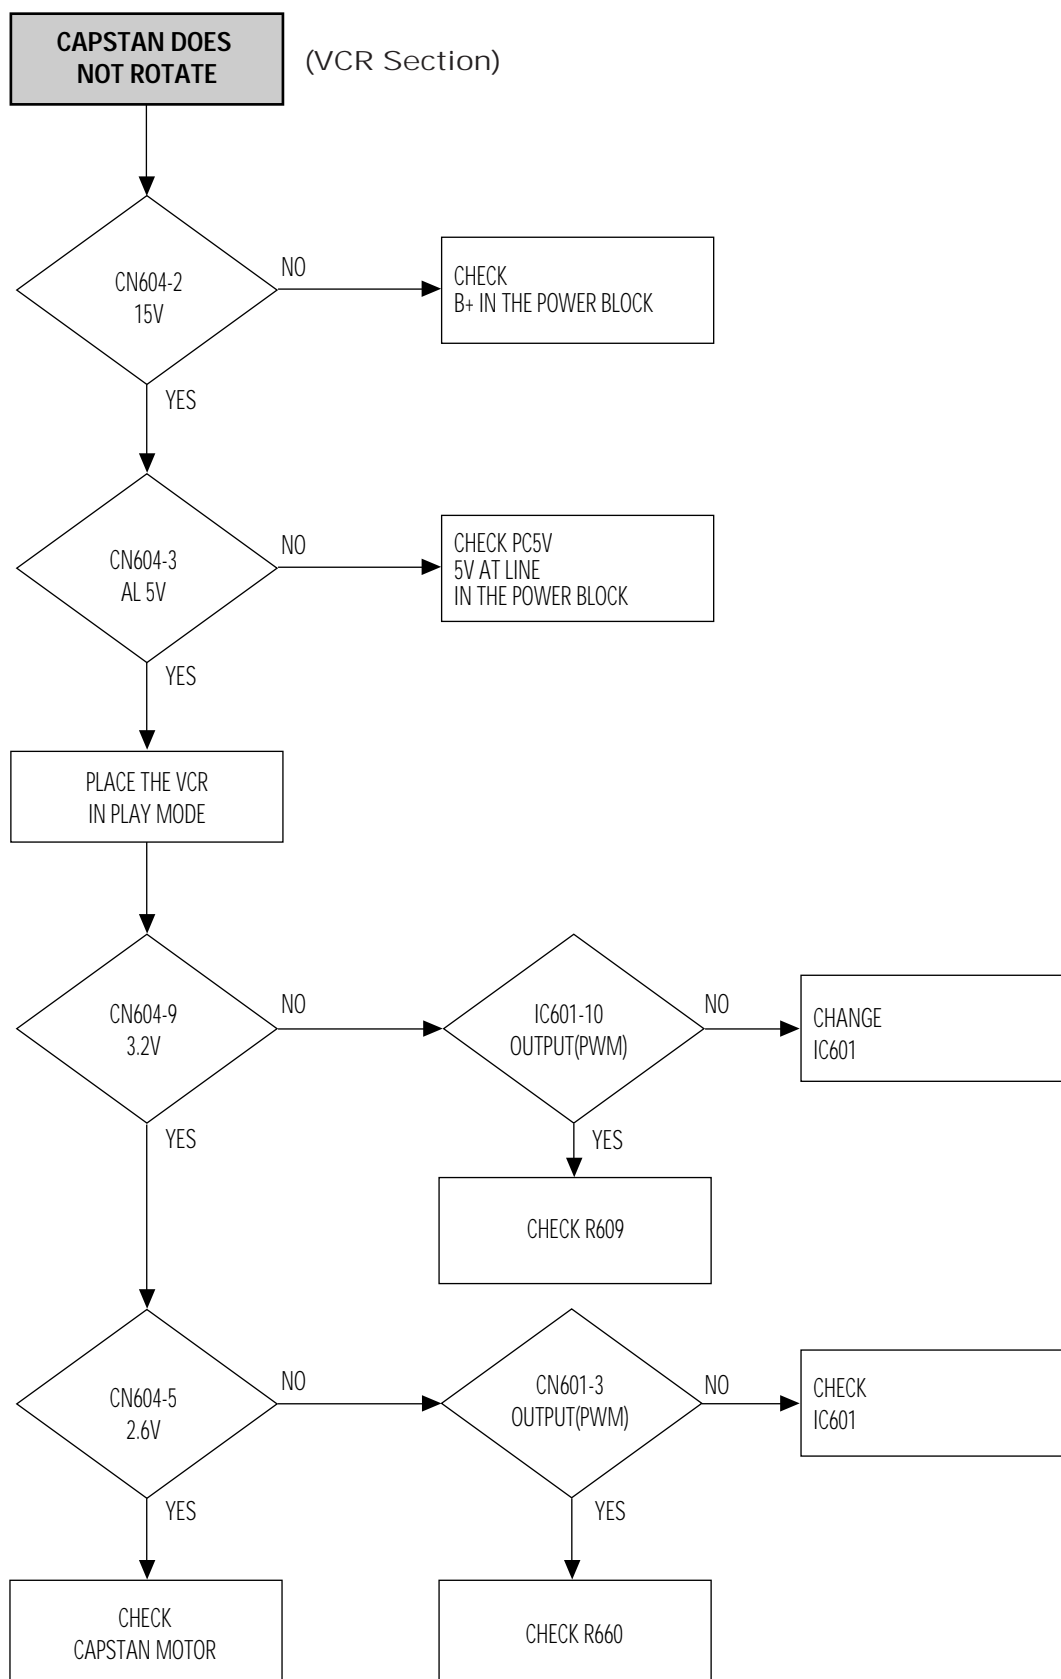 CAPSTAN DOES
NOT ROTATE
(VCR Section)
CN604-2
15V
NO
CHECK
B+ IN THE POWER BLOCK
YES
CN604-3
AL 5V
NO
CHECK PC5V
5V AT LINE
IN THE POWER BLOCK
YES
PLACE THE VCR
IN PLAY MODE
CN604-9
3.2V
NO
IC601-10
OUTPUT(PWM)
NO
CHANGE
IC601
YES
YES
CHECK R609
CN604-5
2.6V
NO
CN601-3
OUTPUT(PWM)
NO
CHECK
IC601
YES
YES
CHECK
CAPSTAN MOTOR
CHECK R660